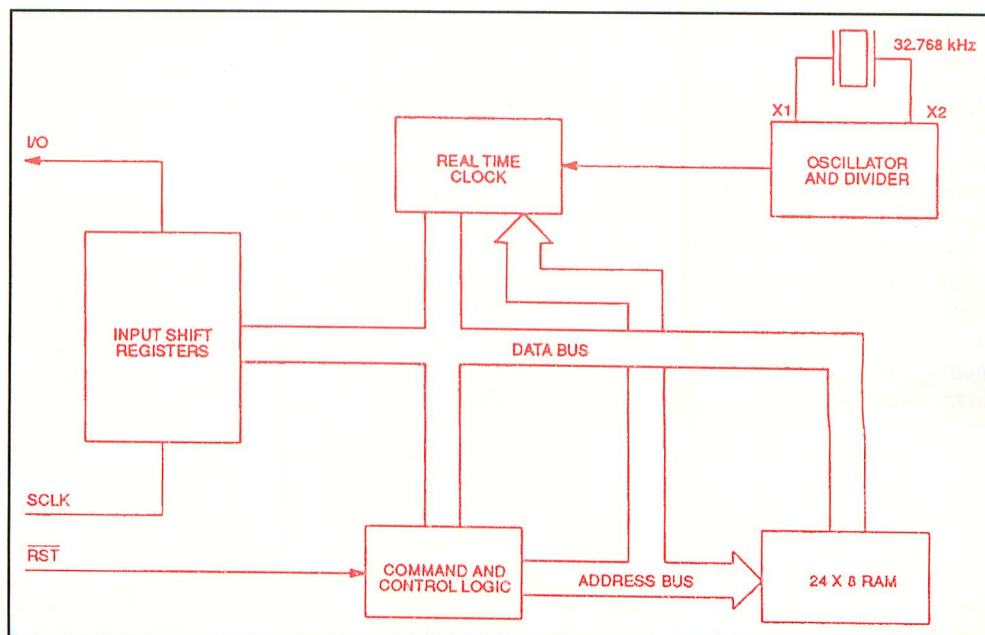 32.768 kHz
X1
X2
I/O
REAL TIME
CLOCK
OSCILLATOR
AND DIVIDER
INPUT SHIFT
REGISTERS
DATA BUS
SCLK
RST
COMMAND AND
CONTROL LOGIC
ADDRESS BUS
24 X 8 RAM